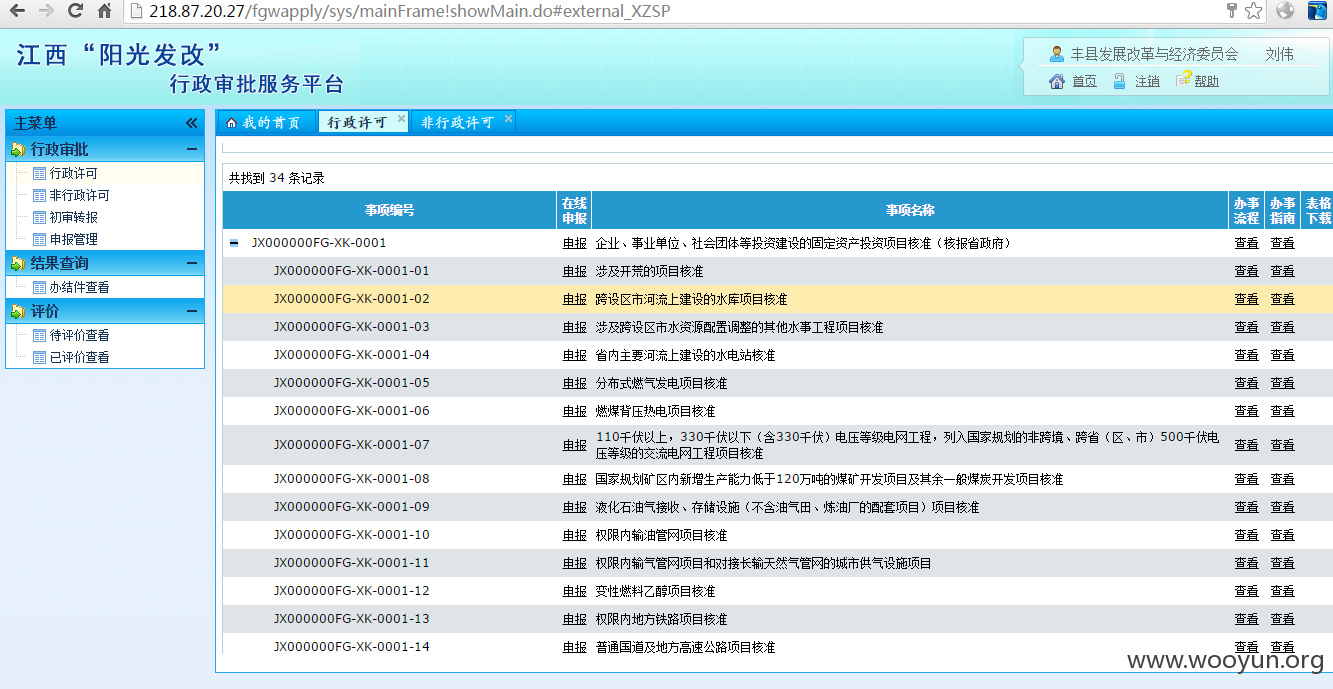 218.87.20.27/fgwapply/sys/mainFrame!showMain.do#external_XZSP
江西“阳光发改”
行政审批服务平台
丰县发展改革与经济委员会 刘伟
首页 注销 帮助
主菜单
行政审批
行政许可
非行政许可
初审转报
申报管理
结果查询
办结件查看
评价
待评价查看
已评价查看
我的首页 行政许可 非行政许可
共找到 34 条记录
事项编号 在线申报 事项名称 办事流程 办事指南 表格下载
JX000000FG-XK-0001 申报 企业、事业单位、社会团体等投资建设的固定资产投资项目核准（核报省政府） 查看 查看
JX000000FG-XK-0001-01 申报 涉及开荒的项目核准 查看 查看
JX000000FG-XK-0001-02 申报 跨设区市河流上建设的水库项目核准 查看 查看
JX000000FG-XK-0001-03 申报 涉及跨设区市水资源配置调整的其他水事工程项目核准 查看 查看
JX000000FG-XK-0001-04 申报 省内主要河流上建设的水电站核准 查看 查看
JX000000FG-XK-0001-05 申报 分布式燃气发电项目核准 查看 查看
JX000000FG-XK-0001-06 申报 燃煤背压热电项目核准 查看 查看
JX000000FG-XK-0001-07 申报 110千伏以上，330千伏以下（含330千伏）电压等级电网工程，列入国家规划的非跨境、跨省（区、市）500千伏电
压等级的交流电网工程项目核准 查看 查看
JX000000FG-XK-0001-08 申报 国家规划矿区内新增生产能力低于120万吨的煤矿开发项目及其余一般煤炭开发项目核准 查看 查看
JX000000FG-XK-0001-09 申报 液化石油气接收、存储设施（不含油气田、炼油厂的配套项目）项目核准 查看 查看
JX000000FG-XK-0001-10 申报 权限内输油管网项目核准 查看 查看
JX000000FG-XK-0001-11 申报 权限内输气管网项目和对接长输天然气管网的城市供气设施项目 查看 查看
JX000000FG-XK-0001-12 申报 变性燃料乙醇项目核准 查看 查看
JX000000FG-XK-0001-13 申报 权限内地方铁路项目核准 查看 查看
JX000000FG-XK-0001-14 申报 普通国道及地方高速公路项目核准 查看 查看
www.wooyun.org